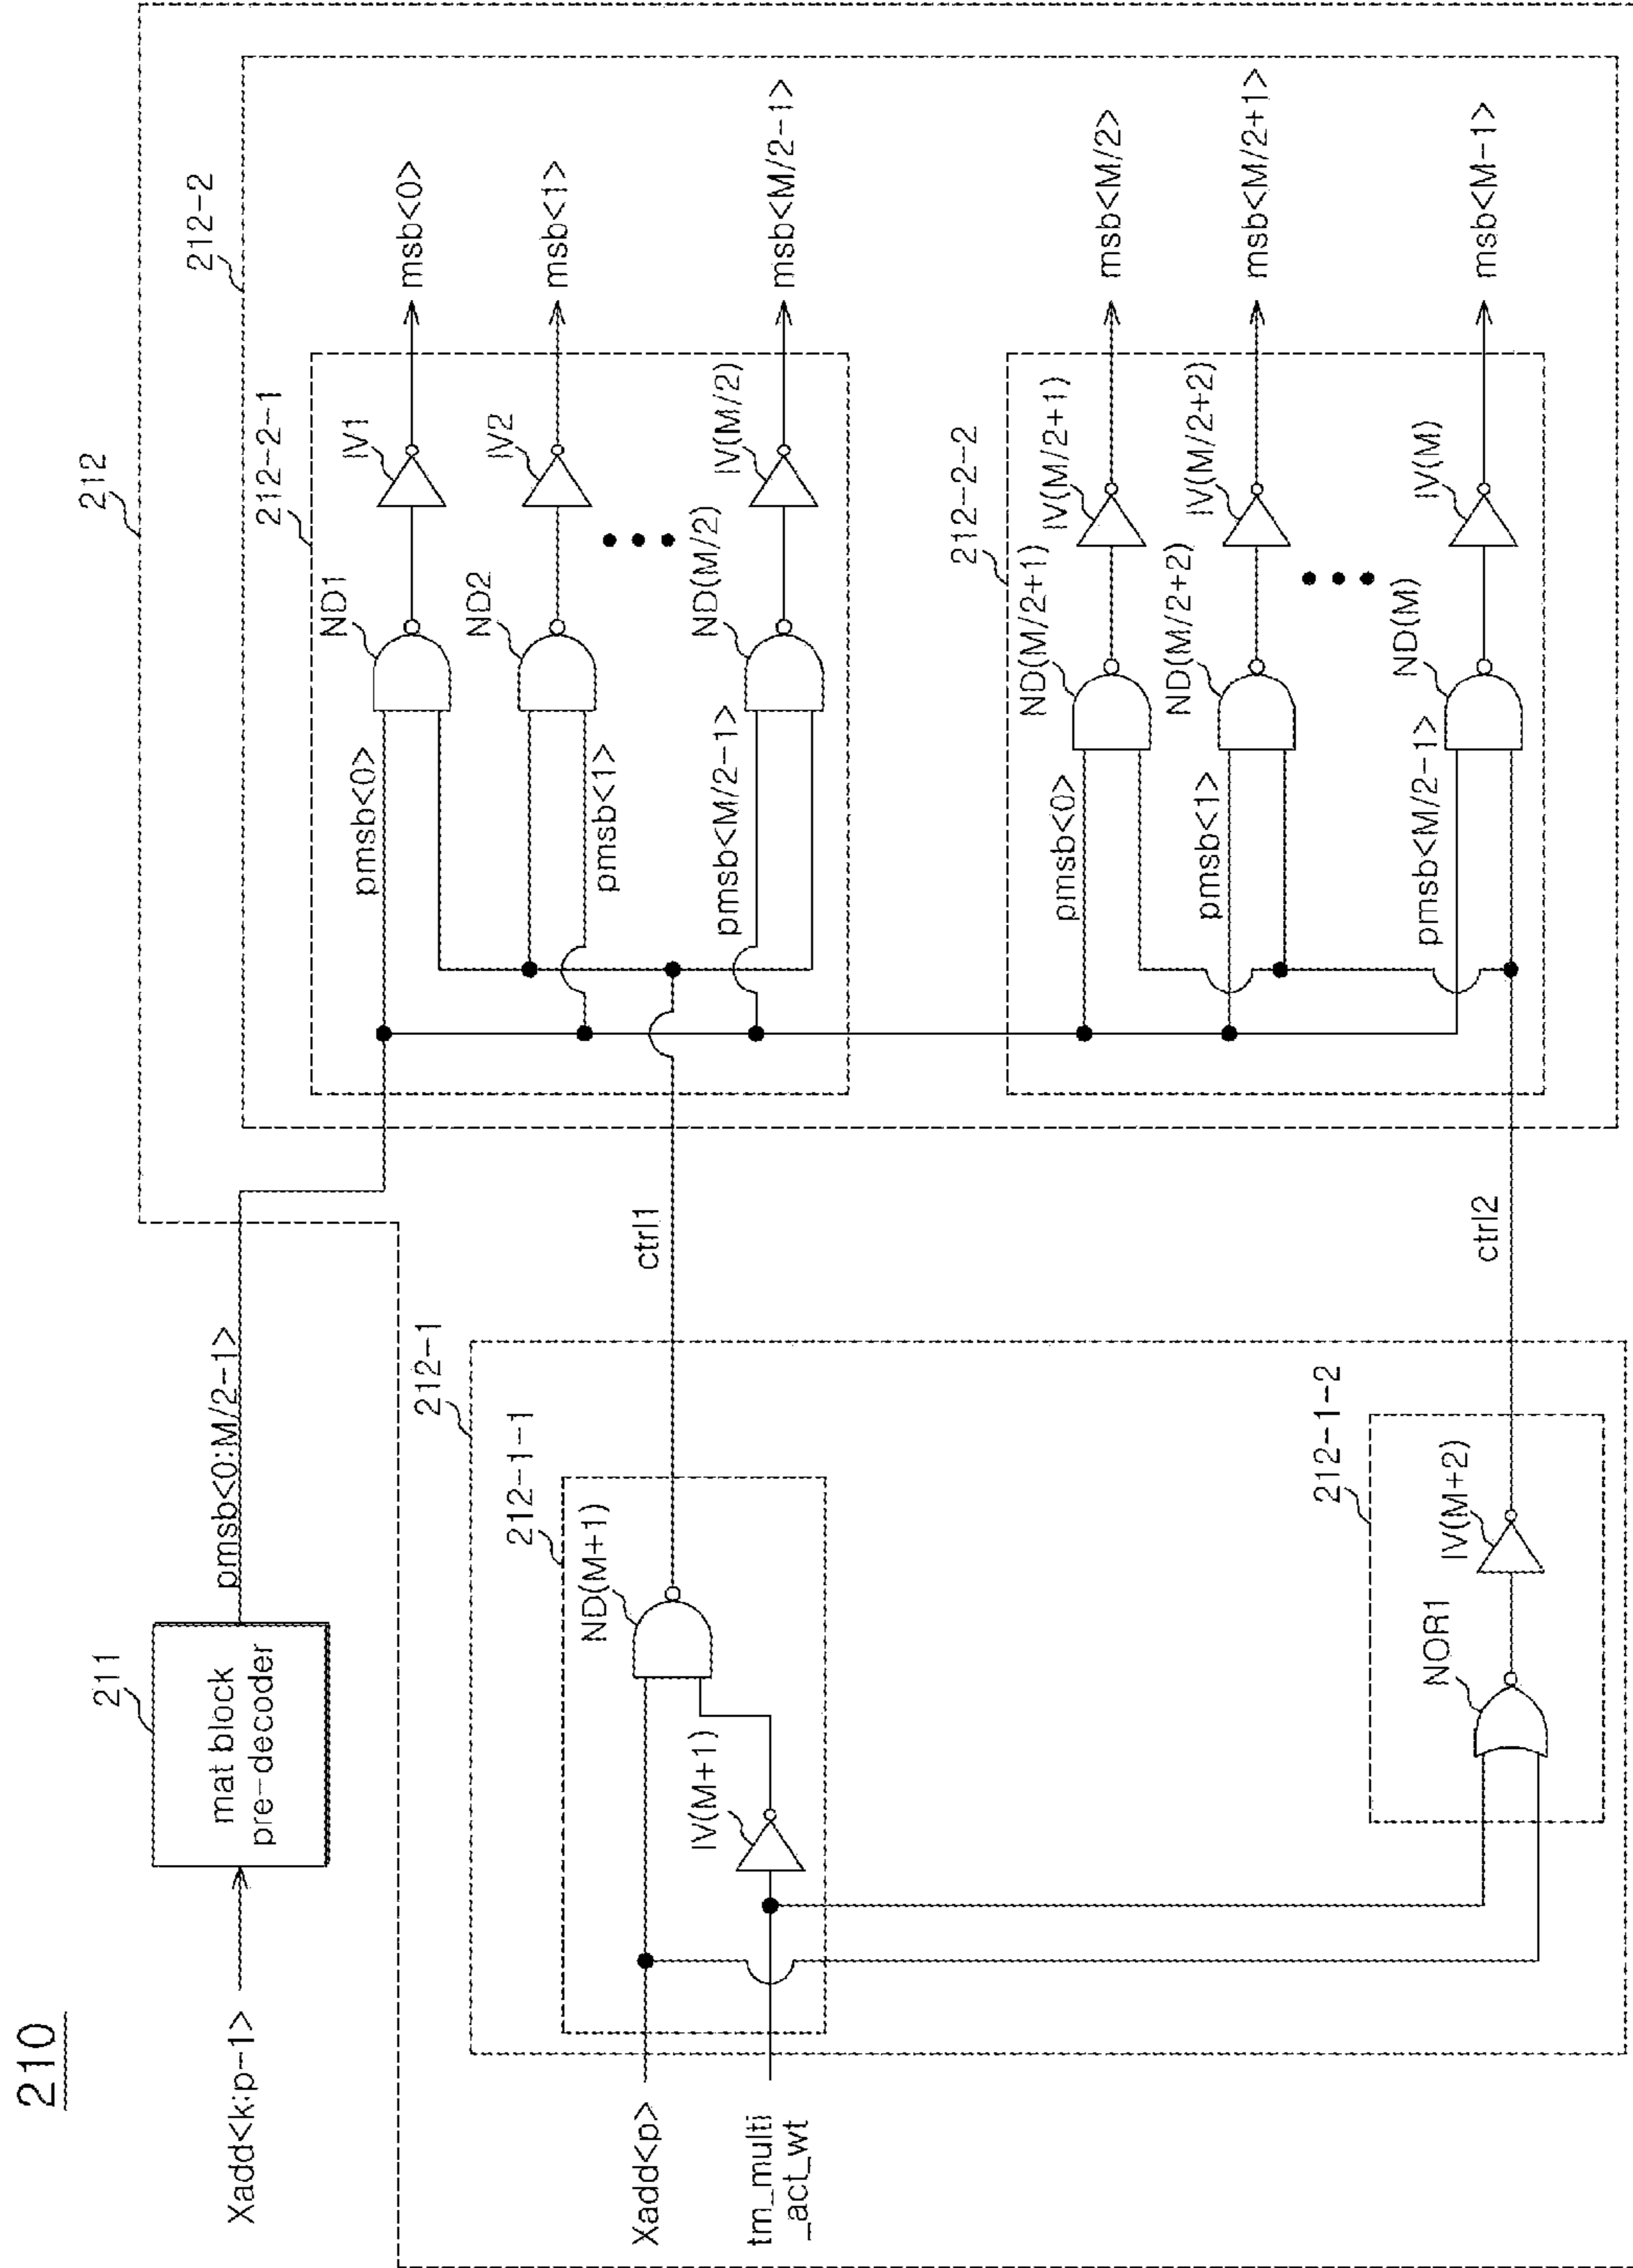 210
Xadd<k:p-1>
211
mat block
pre-decoder
pmsb<0:M/2-1>
212
212-2
212-2-1
pmsb<0>
ND1
IV1
msb<0>
pmsb<1>
ND2
IV2
msb<1>
pmsb<M/2-1>
ND(M/2)
IV(M/2)
msb<M/2-1>
212-2-2
pmsb<0>
ND(M/2+1)
IV(M/2+1)
msb<M/2>
pmsb<1>
ND(M/2+2)
IV(M/2+2)
msb<M/2+1>
pmsb<M/2-1>
ND(M)
IV(M)
msb<M-1>
212-1
212-1-1
Xadd<p>
tm_multi
_act_wt
IV(M+1)
ND(M+1)
ctrl1
212-1-2
NOR1
IV(M+2)
ctrl2